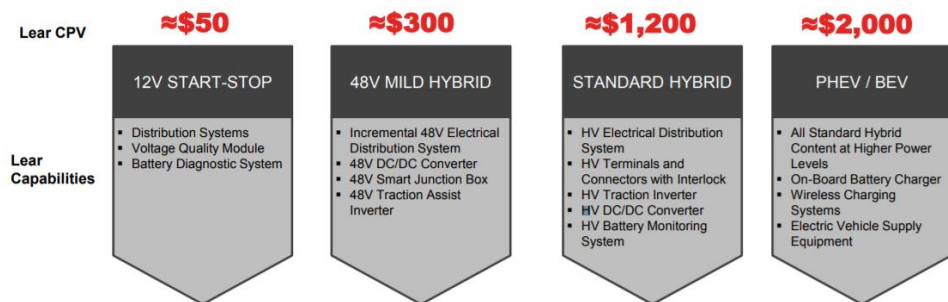 Lear CPV
≈$50
≈$300
≈$1,200
≈$2,000
12V START-STOP
48V MILD HYBRID
STANDARD HYBRID
PHEV / BEV
Lear
Capabilities
▪ Distribution Systems
▪ Voltage Quality Module
▪ Battery Diagnostic System
▪ Incremental 48V Electrical
Distribution System
▪ 48V DC/DC Converter
▪ 48V Smart Junction Box
▪ 48V Traction Assist
Inverter
▪ HV Electrical Distribution
System
▪ HV Terminals and
Connectors with Interlock
▪ HV Traction Inverter
▪ HV DC/DC Converter
▪ HV Battery Monitoring
System
▪ All Standard Hybrid
Content at Higher Power
Levels
▪ On-Board Battery Charger
▪ Wireless Charging
Systems
▪ Electric Vehicle Supply
Equipment